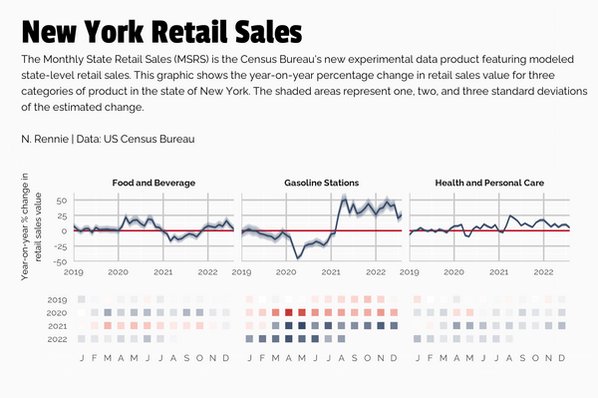 New York Retail Sales
The Monthly State Retail Sales (MSRS) is the Census Bureau's new experimental data product featuring modeled
state-level retail sales. This graphic shows the year-on-year percentage change in retail sales value for three
categories of product in the state of New York. The shaded areas represent one, two, and three standard deviations
of the estimated change.
N. Rennie | Data: US Census Bureau
Year-on-year % change in
retail sales value
Food and Beverage
Gasoline Stations
Health and Personal Care
50
25
0
-25
-50
2019 2020 2021 2022
2019 2020 2021 2022
2019 2020 2021 2022
2019
2020
2021
2022
J F M A M J J A S O N D
J F M A M J J A S O N D
J F M A M J J A S O N D